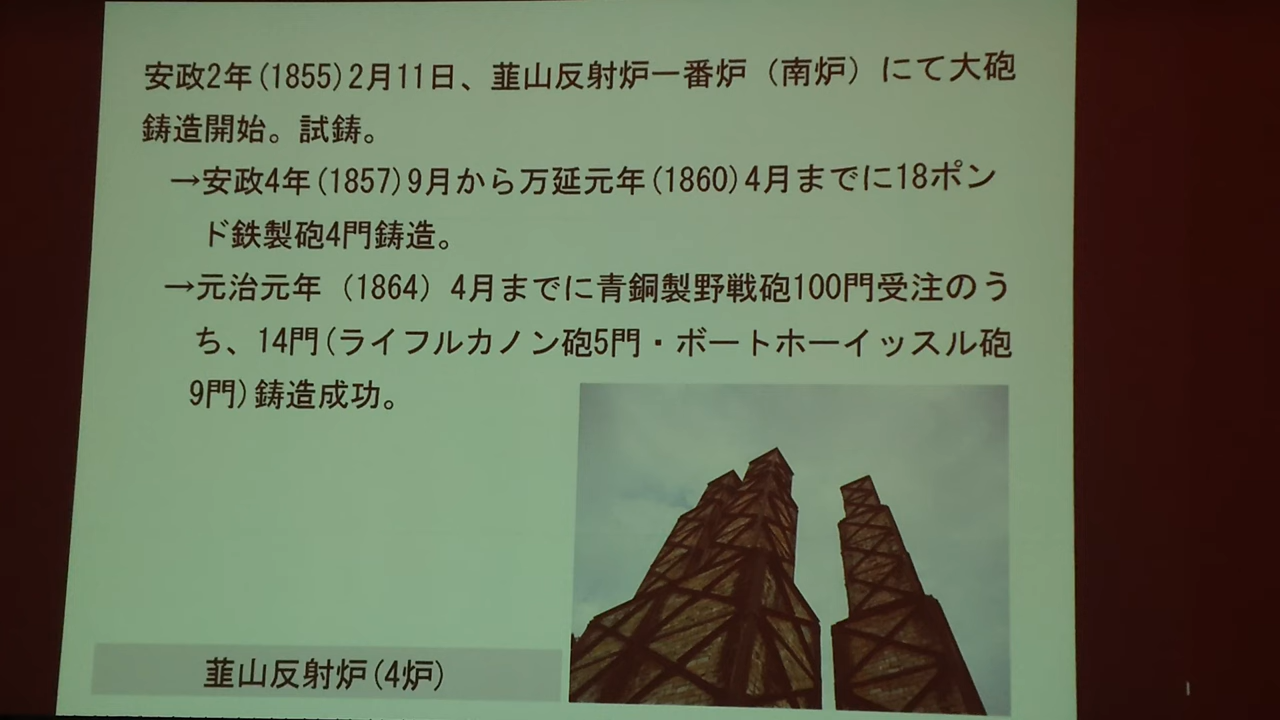 安政2年(1855)2月11日、韮山反射炉一番炉（南炉）にて大砲
鋳造開始。試鋳。
→安政4年(1857)9月から万延元年(1860)4月までに18ポン
ド鉄製砲4門鋳造。
→元治元年（1864）4月までに青銅製野戦砲100門受注のう
ち、14門(ライフルカノン砲5門・ボートホーイッスル砲
9門)鋳造成功。
韮山反射炉(4炉)